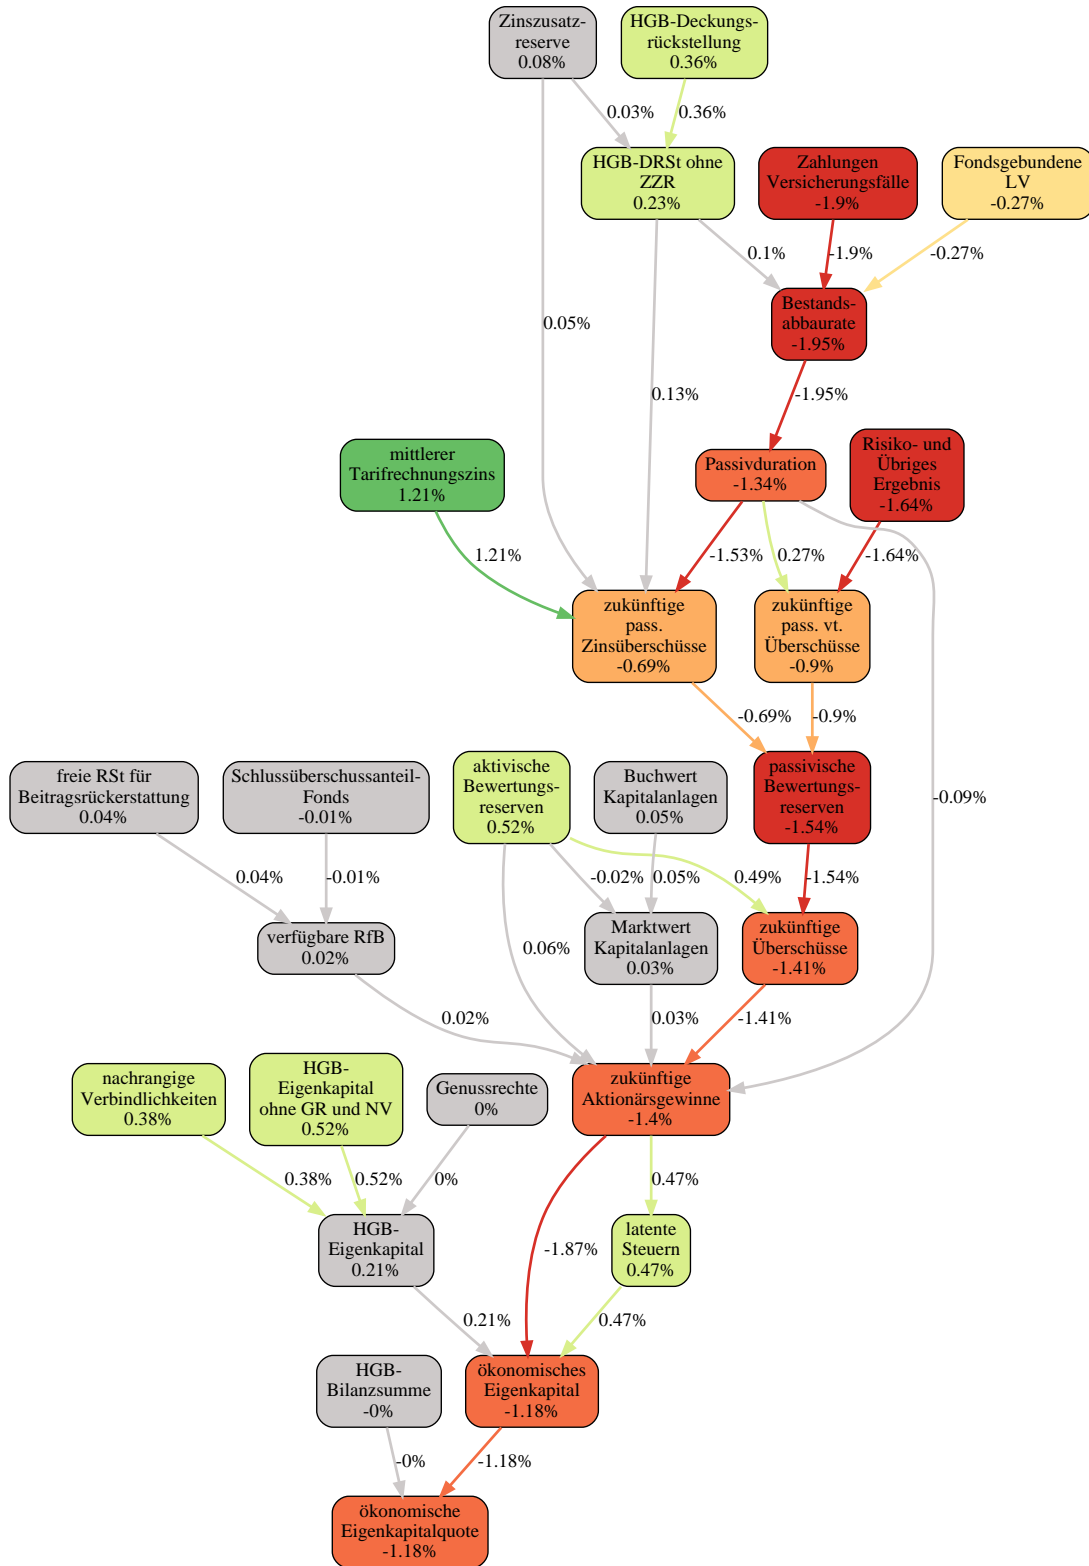 Zinszusatz-
reserve
0.08%
HGB-Deckungs-
rückstellung
0.36%
0.03%
0.36%
HGB-DRSt ohne
ZZR
0.23%
Zahlungen
Versicherungsfälle
-1.9%
Fondsgebundene
LV
-0.27%
0.1%
-1.9%
-0.27%
Bestands-
abbaurate
-1.95%
0.05%
0.13%
-1.95%
mittlerer
Tarifrechnungszins
1.21%
Passivduration
-1.34%
Risiko- und
Übriges
Ergebnis
-1.64%
1.21%
-1.53%
0.27%
-1.64%
zukünftige
pass.
Zinsüberschüsse
-0.69%
zukünftige
pass. vt.
Überschüsse
-0.9%
-0.69%
-0.9%
freie RSt für
Beitragsrückerstattung
0.04%
Schlussüberschussanteil-
Fonds
-0.01%
aktivische
Bewertungs-
reserven
0.52%
Buchwert
Kapitalanlagen
0.05%
passivische
Bewertungs-
reserven
-1.54%
-0.09%
0.04%
-0.01%
-0.02%
0.05%
0.49%
-1.54%
verfügbare RfB
0.02%
0.06%
Marktwert
Kapitalanlagen
0.03%
zukünftige
Überschüsse
-1.41%
0.02%
0.03%
-1.41%
nachrangige
Verbindlichkeiten
0.38%
HGB-
Eigenkapital
ohne GR und NV
0.52%
Genussrechte
0%
zukünftige
Aktionärsgewinne
-1.4%
0.38%
0.52%
0%
0.47%
HGB-
Eigenkapital
0.21%
-1.87%
latente
Steuern
0.47%
0.21%
0.47%
HGB-
Bilanzsumme
-0%
ökonomisches
Eigenkapital
-1.18%
-0%
-1.18%
ökonomische
Eigenkapitalquote
-1.18%